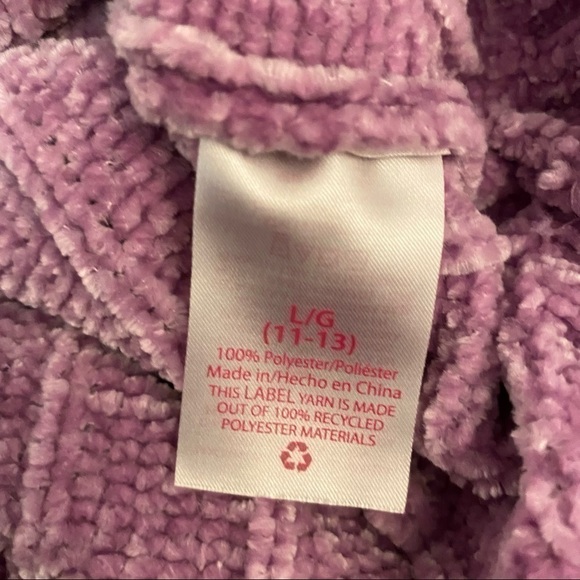 L/G
(11-13)
100% Polyester/Poliéster
Made in/Hecho en China
THIS LABEL YARN IS MADE
OUT OF 100% RECYCLED
POLYESTER MATERIALS